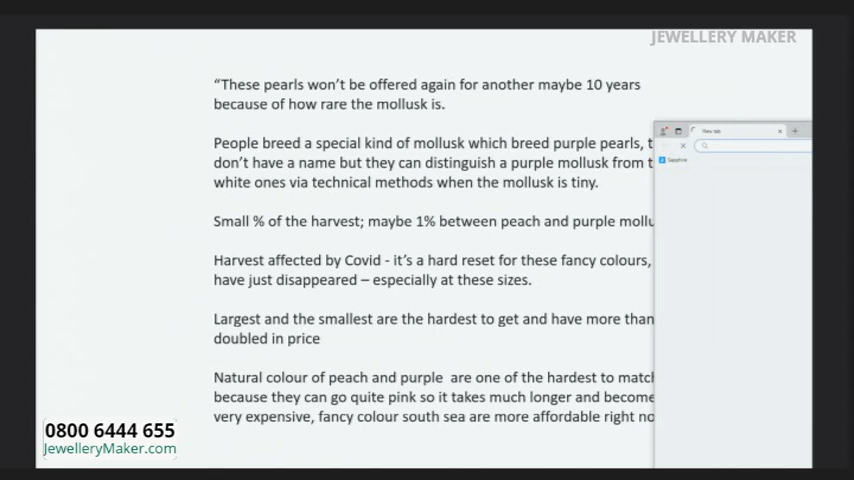 JEWELLERY MAKER
“These pearls won’t be offered again for another maybe 10 years
because of how rare the mollusk is.
People breed a special kind of mollusk which breed purple pearls, t
don’t have a name but they can distinguish a purple mollusk from t
white ones via technical methods when the mollusk is tiny.
Small % of the harvest; maybe 1% between peach and purple mollu
Harvest affected by Covid - it’s a hard reset for these fancy colours,
have just disappeared – especially at these sizes.
Largest and the smallest are the hardest to get and have more than
doubled in price
Natural colour of peach and purple are one of the hardest to match
because they can go quite pink so it takes much longer and become
very expensive, fancy colour south sea are more affordable right no
New tab
Sapphire
0800 6444 655
JewelleryMaker.com